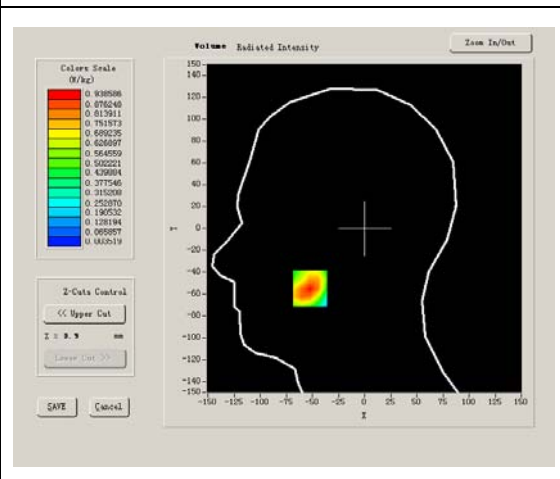 Volume Radiated Intensity
Zoom In/Out
Colors Scale
(W/kg)
0.938586
0.876248
0.813911
0.751573
0.689235
0.626897
0.564559
0.502221
0.439884
0.377546
0.315208
0.252870
0.190532
0.128194
0.065857
0.003519
Z-Cuts Control
<< Upper Cut
mm
Lower Cut >>
SAVE
Cancel
150
140
120
100
80
60
40
20
0
-20
-40
-60
-80
-100
-120
-140
-150
Y
-150 -125 -100 -75 -50 -25 0 25 50 75 100 125 150
X